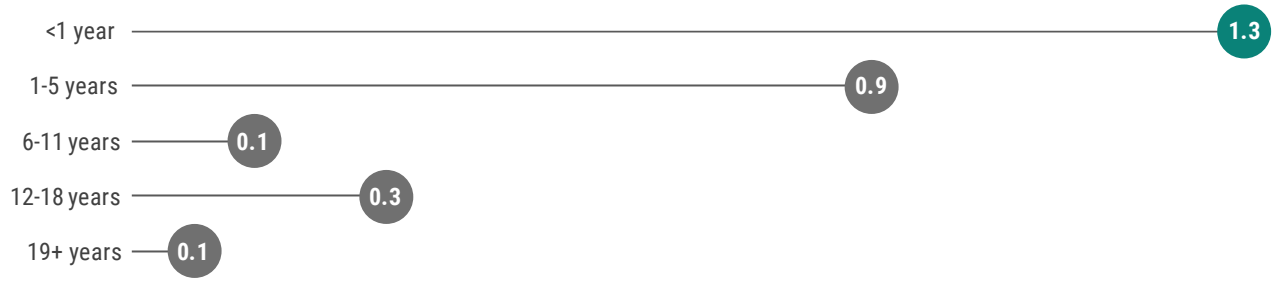 <1 year 1.3
1-5 years 0.9
6-11 years 0.1
12-18 years 0.3
19+ years 0.1